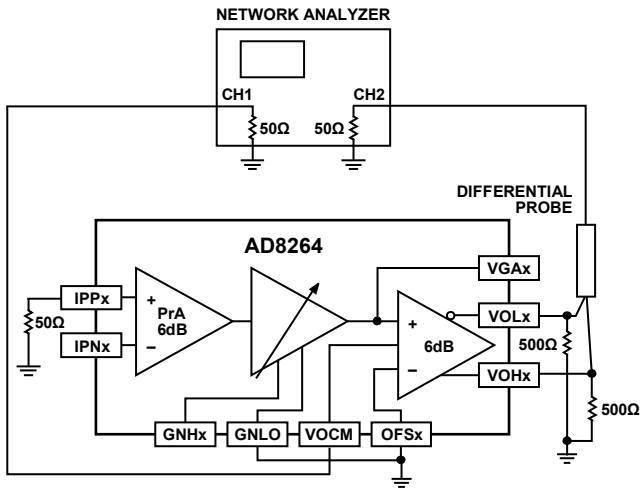 NETWORK ANALYZER
CH1
CH2
50Ω
50Ω
DIFFERENTIAL
PROBE
AD8264
VGAx
IPPx
+
PrA
6dB
−
+
6dB
−
VOLx
50Ω
IPNx
500Ω
VOHx
500Ω
GNHx
GNLO
VOCM
OFSx